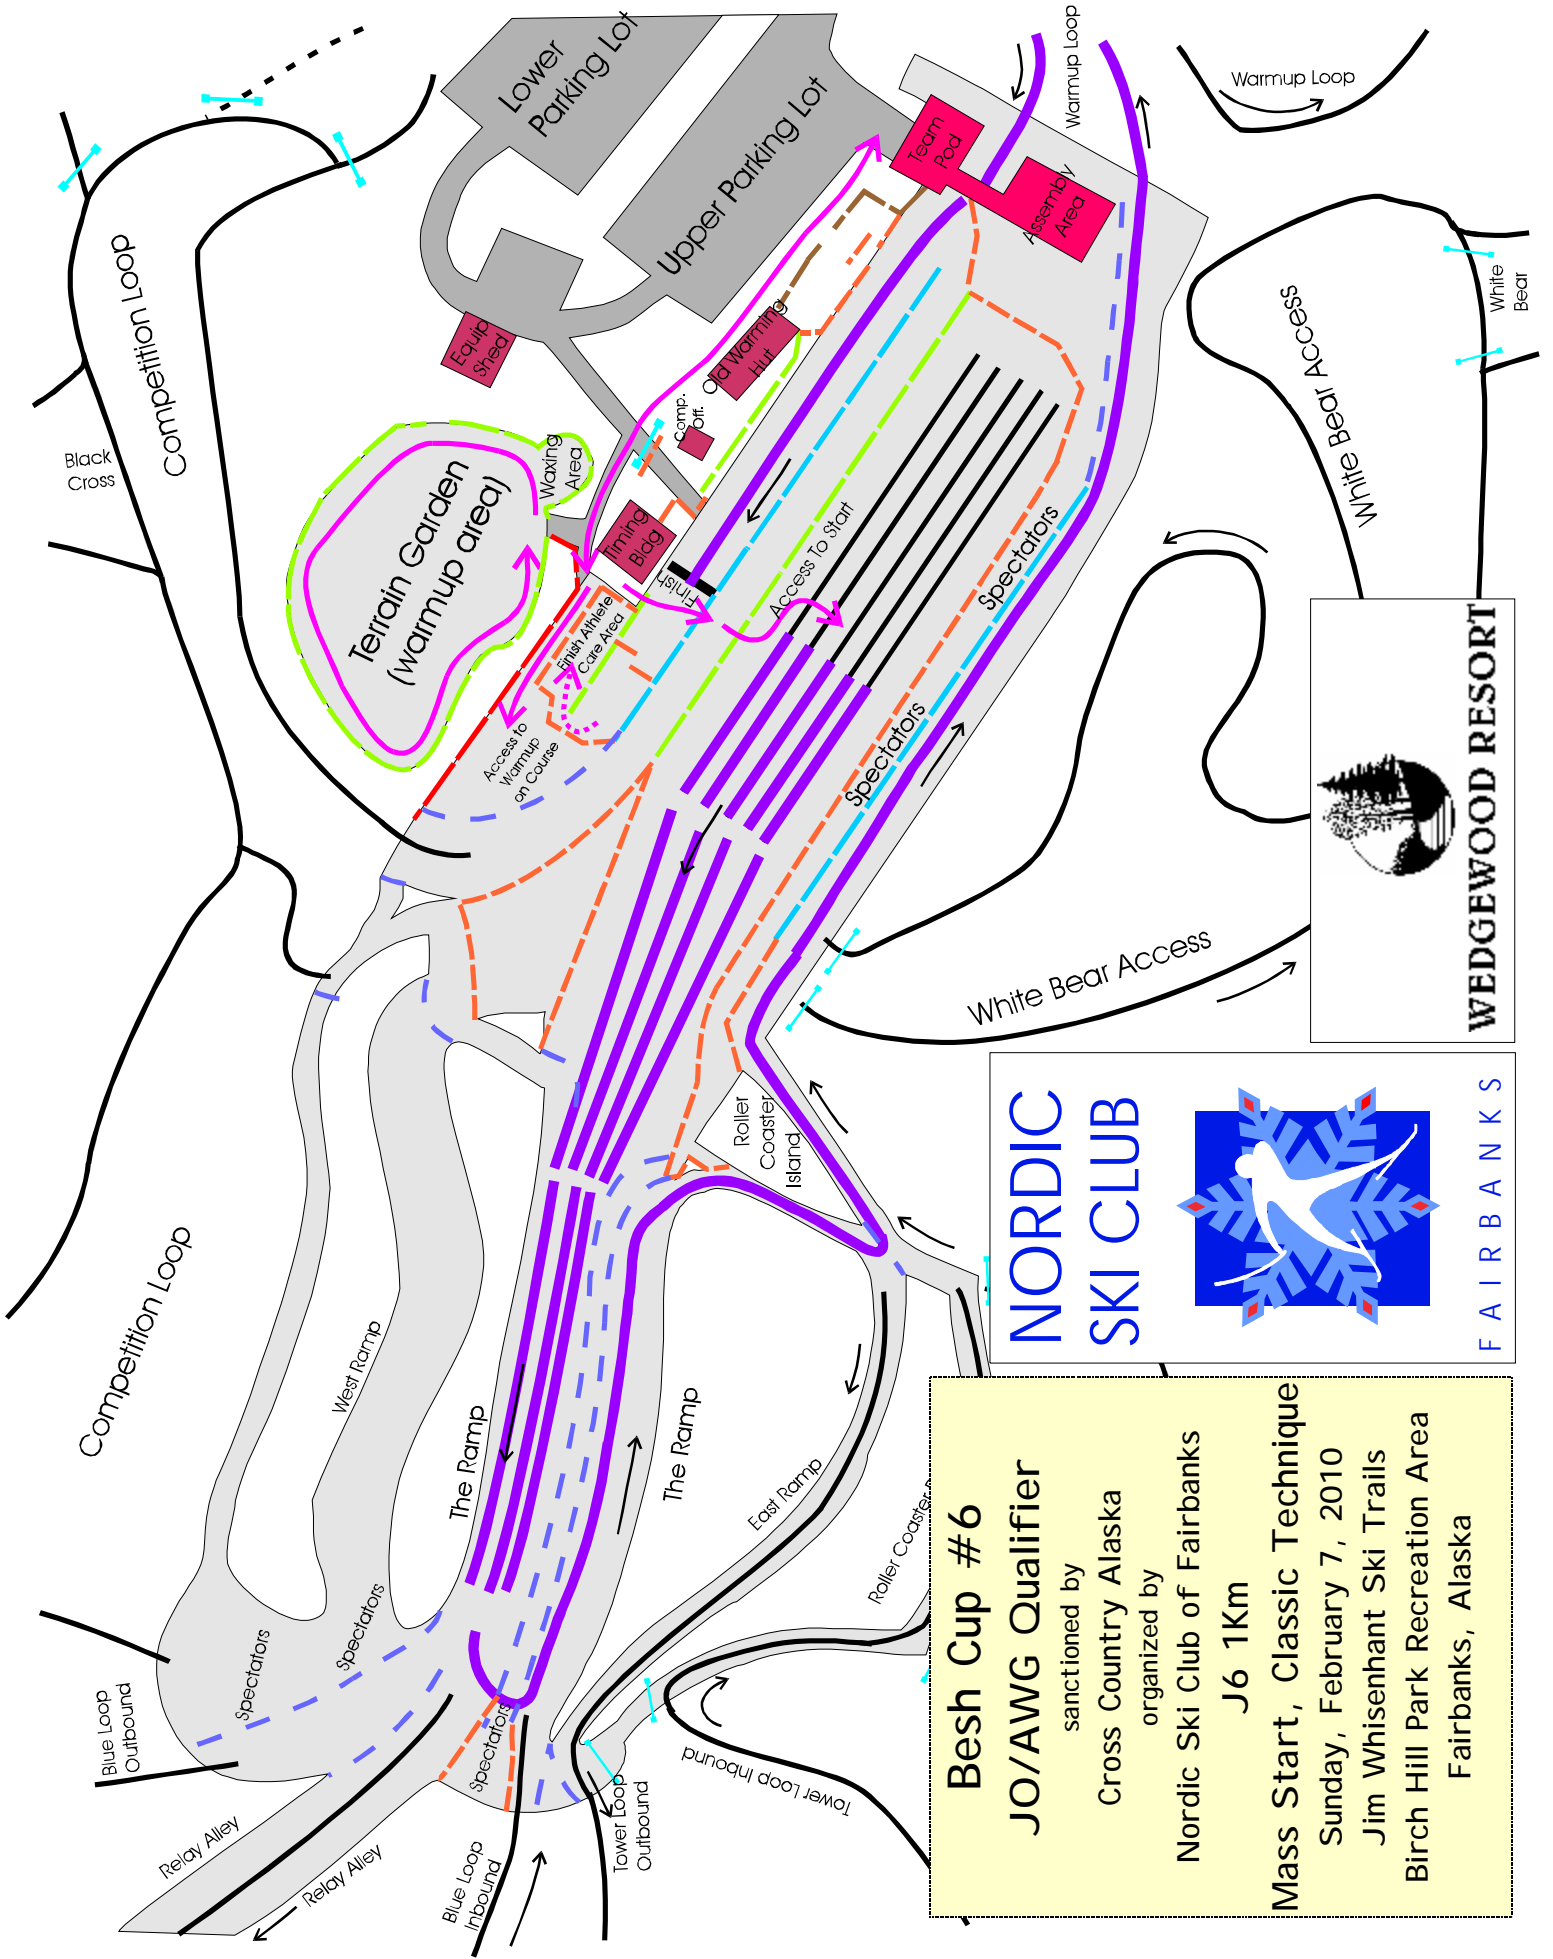 Lower
Parking Lot
Upper Parking Lot
Warmup Loop
Warmup Loop
Team
Pod
Assembly
Area
Competition Loop
Black
Cross
Equip
Shed
Old Warming
Hut
Comp.
Off.
Waxing
Area
Terrain Garden
(warmup area)
Timing
Bldg
Finish
Finish Athlete
Care Area
Access to
Warmup
on Course
Access To Start
Spectators
Spectators
White Bear Access
White
Bear
White Bear Access
Roller
Coaster
Island
Competition Loop
West Ramp
The Ramp
The Ramp
East Ramp
Roller Coaster
Spectators
Spectators
Spectators
Blue Loop
Outbound
Relay Alley
Relay Alley
Blue Loop
Inbound
Tower Loop
Outbound
Tower Loop Inbound
WEDGEWOOD RESORT
NORDIC
SKI CLUB
FAIRBANKS
Besh Cup #6
JO/AWG Qualifier
sanctioned by
Cross Country Alaska
organized by
Nordic Ski Club of Fairbanks
J6 1Km
Mass Start, Classic Technique
Sunday, February 7, 2010
Jim Whisenhant Ski Trails
Birch Hill Park Recreation Area
Fairbanks, Alaska